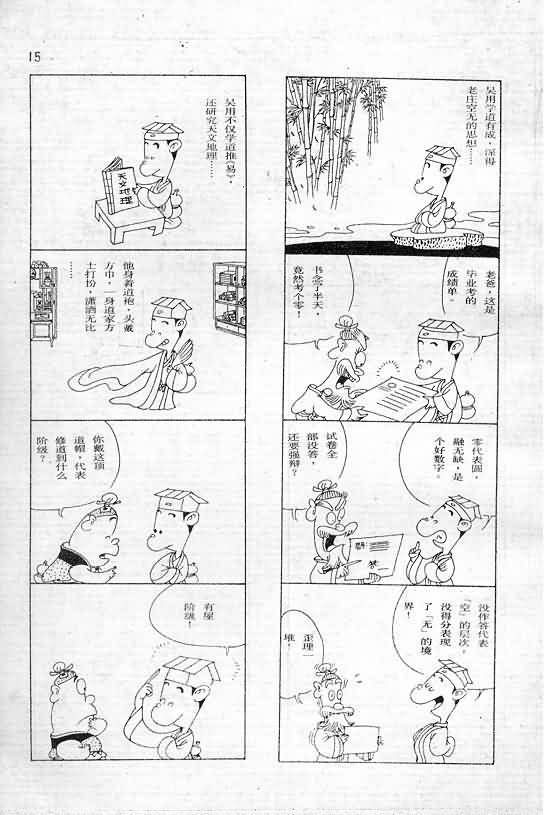 15
吴用学道有成，深得
老庄空无的思想……
老爸，这是
毕业考的
成绩单。
书念了半天，
竟然考个零！
零代表圆
融无缺，是
个好数字。
试卷全
部没答，
还要强辩？
没作答代表
「空」的层次。
没得分表现
了「无」的境
界！
歪理一
堆！
吴用不仅学道推《易》，
还研究天文地理……
天文地理
他身着道袍，头戴
方巾，一身道家方
士打扮，潇洒无比
……
你戴这顶
道帽，代表
修道到什么
阶级？
有屋
阶级！